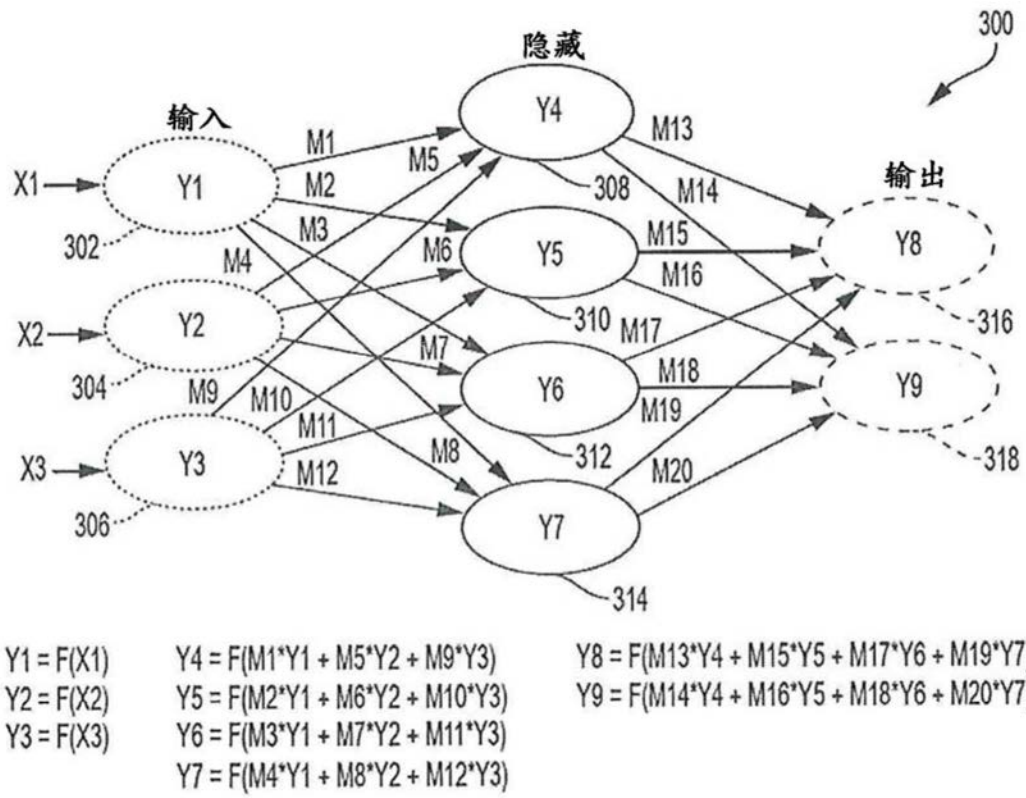 300
隐藏
输入
输出
X1
Y1
302
X2
Y2
304
X3
Y3
306
M1
M2
M3
M4
M5
M6
M7
M8
M9
M10
M11
M12
Y4
308
Y5
310
Y6
312
Y7
314
M13
M14
M15
M16
M17
M18
M19
M20
Y8
316
Y9
318
Y1 = F(X1)
Y2 = F(X2)
Y3 = F(X3)
Y4 = F(M1*Y1 + M5*Y2 + M9*Y3)
Y5 = F(M2*Y1 + M6*Y2 + M10*Y3)
Y6 = F(M3*Y1 + M7*Y2 + M11*Y3)
Y7 = F(M4*Y1 + M8*Y2 + M12*Y3)
Y8 = F(M13*Y4 + M15*Y5 + M17*Y6 + M19*Y7
Y9 = F(M14*Y4 + M16*Y5 + M18*Y6 + M20*Y7